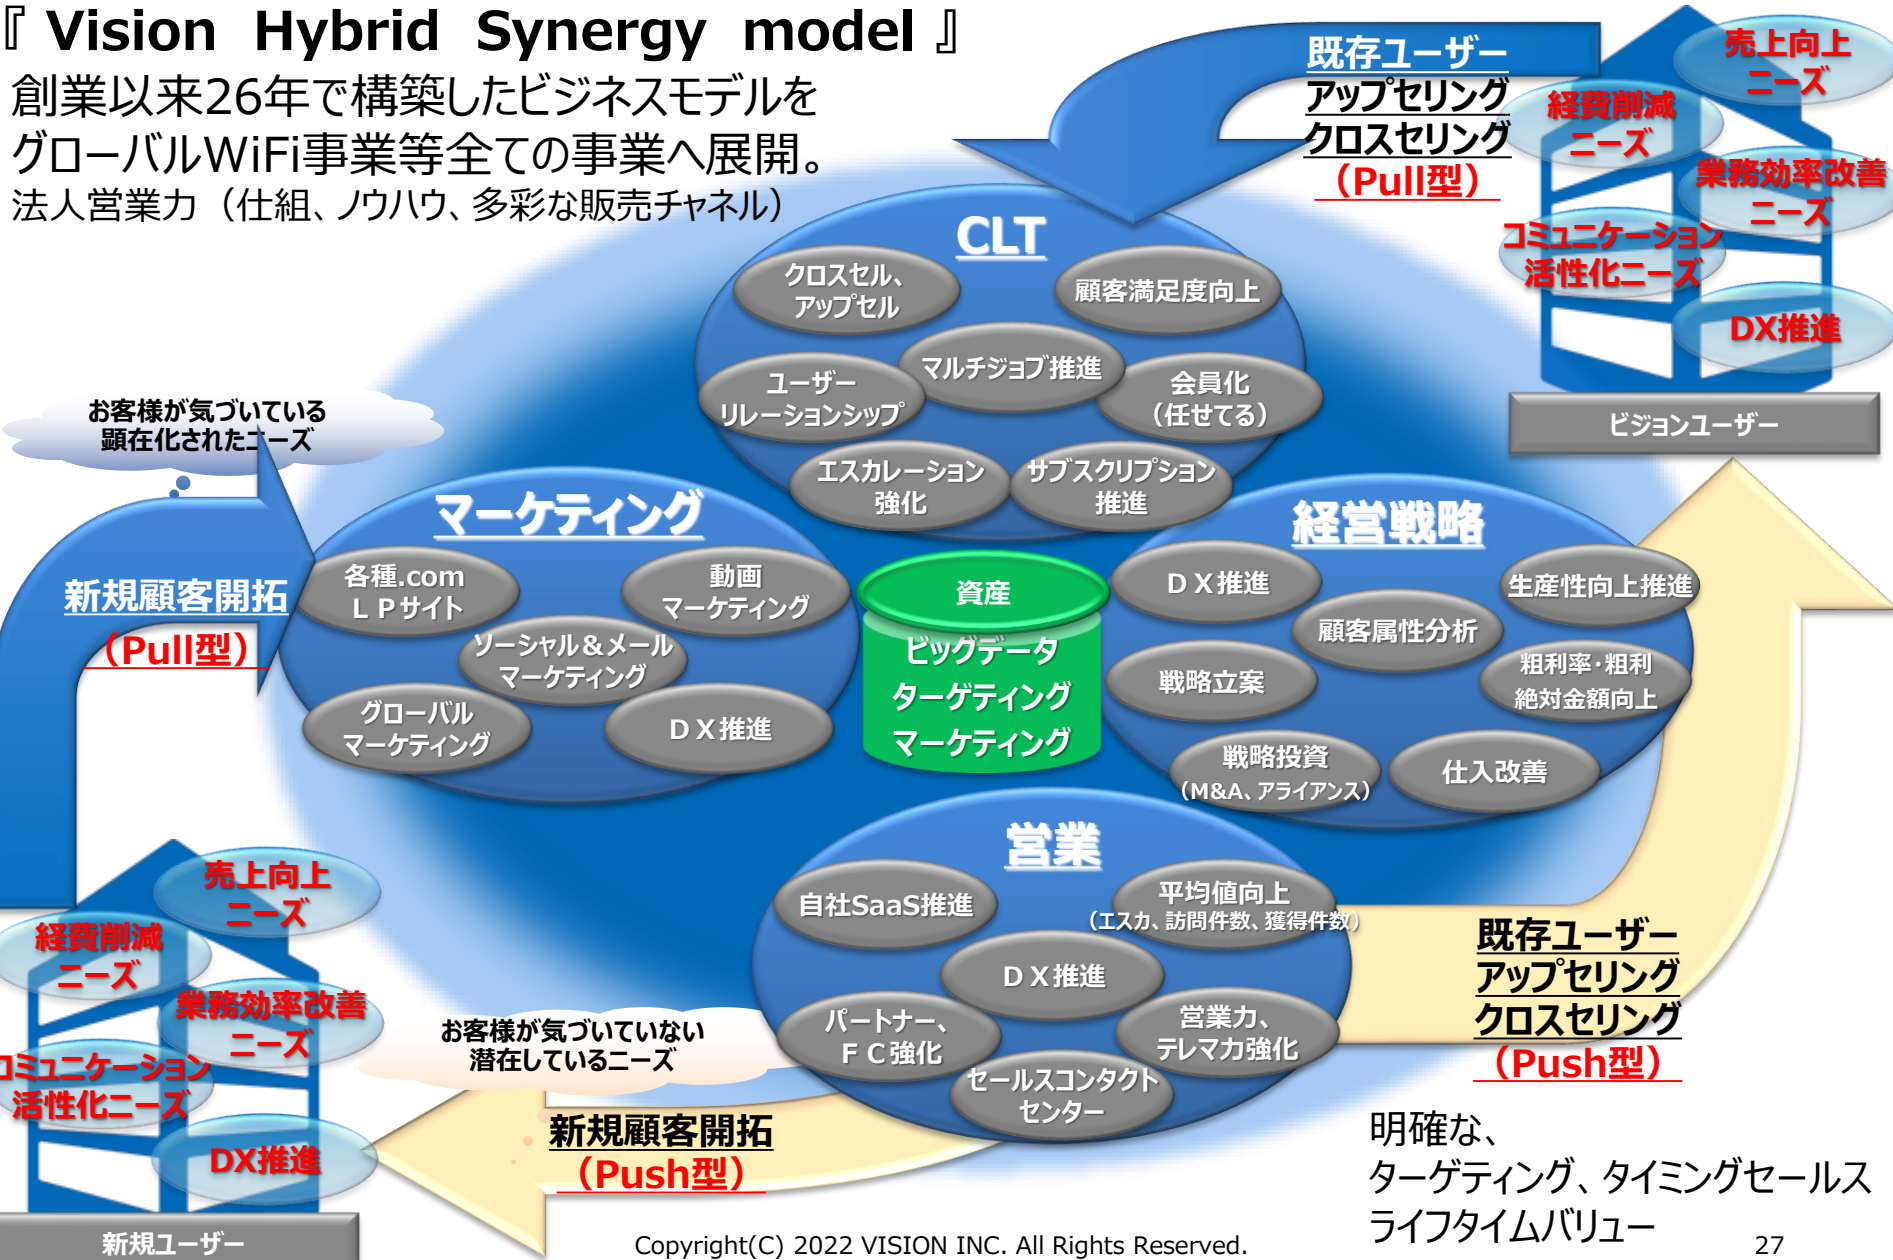 『 Vision Hybrid Synergy model 』
創業以来26年で構築したビジネスモデルを
グローバルWiFi事業等全ての事業へ展開。
法人営業力（仕組、ノウハウ、多彩な販売チャネル）
既存ユーザー
アップセリング
クロスセリング
（Pull型）
売上向上
ニーズ
経費削減
ニーズ
業務効率改善
ニーズ
コミュニケーション
活性化ニーズ
DX推進
ビジョンユーザー
CLT
クロスセル、
アップセル
顧客満足度向上
マルチジョブ推進
ユーザー
リレーションシップ
会員化
（任せてる）
エスカレーション
強化
サブスクリプション
推進
お客様が気づいている
顕在化されたニーズ
新規顧客開拓
（Pull型）
マーケティング
各種.com
ＬＰサイト
動画
マーケティング
ソーシャル＆メール
マーケティング
グローバル
マーケティング
ＤＸ推進
資産
ビッグデータ
ターゲティング
マーケティング
経営戦略
ＤＸ推進
生産性向上推進
顧客属性分析
戦略立案
粗利率・粗利
絶対金額向上
戦略投資
（M&A、アライアンス）
仕入改善
営業
自社SaaS推進
平均値向上
（エスカ、訪問件数、獲得件数）
ＤＸ推進
パートナー、
ＦＣ強化
営業力、
テレマ力強化
セールスコンタクト
センター
既存ユーザー
アップセリング
クロスセリング
（Push型）
売上向上
ニーズ
経費削減
ニーズ
業務効率改善
ニーズ
コミュニケーション
活性化ニーズ
DX推進
新規ユーザー
お客様が気づいていない
潜在しているニーズ
新規顧客開拓
（Push型）
明確な、
ターゲティング、タイミングセールス
ライフタイムバリュー
Copyright(C) 2022 VISION INC. All Rights Reserved.
27